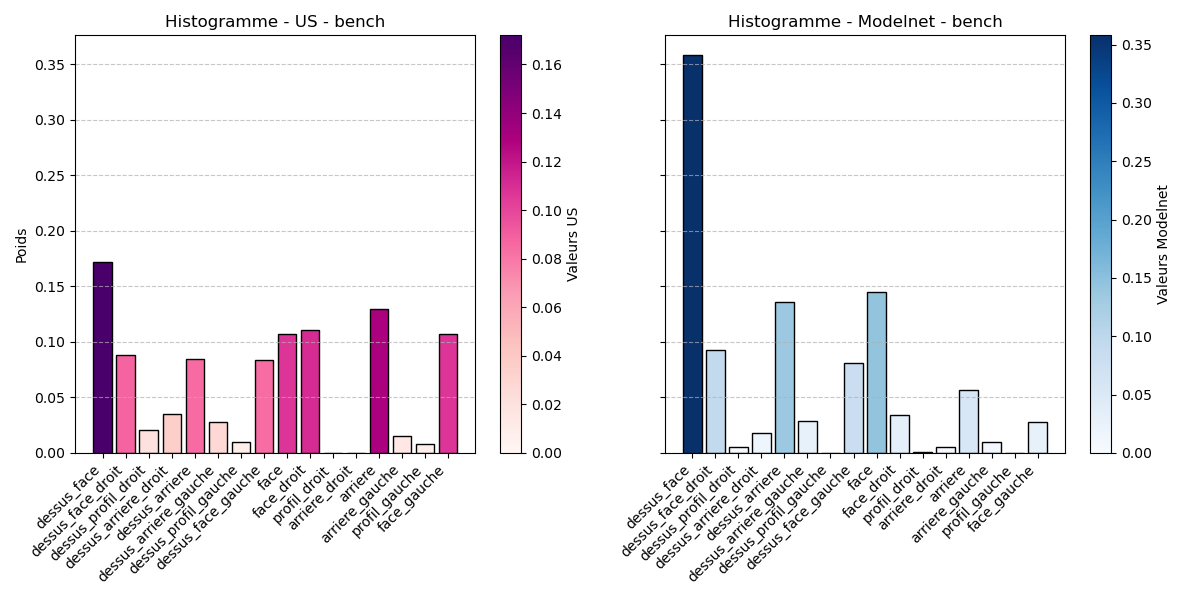 Histogramme - US - bench
Poids
0.35
0.30
0.25
0.20
0.15
0.10
0.05
0.00
dessus_face
dessus_face_droit
dessus_profil_droit
dessus_arriere_droit
dessus_arriere
dessus_arriere_gauche
dessus_profil_gauche
dessus_face_gauche
face
face_droit
profil_droit
arriere_droit
arriere
arriere_gauche
profil_gauche
face_gauche
0.16
0.14
0.12
0.10
0.08
0.06
0.04
0.02
0.00
Valeurs US
Histogramme - Modelnet - bench
dessus_face
dessus_face_droit
dessus_profil_droit
dessus_arriere_droit
dessus_arriere
dessus_arriere_gauche
dessus_profil_gauche
dessus_face_gauche
face
face_droit
profil_droit
arriere_droit
arriere
arriere_gauche
profil_gauche
face_gauche
0.35
0.30
0.25
0.20
0.15
0.10
0.05
0.00
Valeurs Modelnet